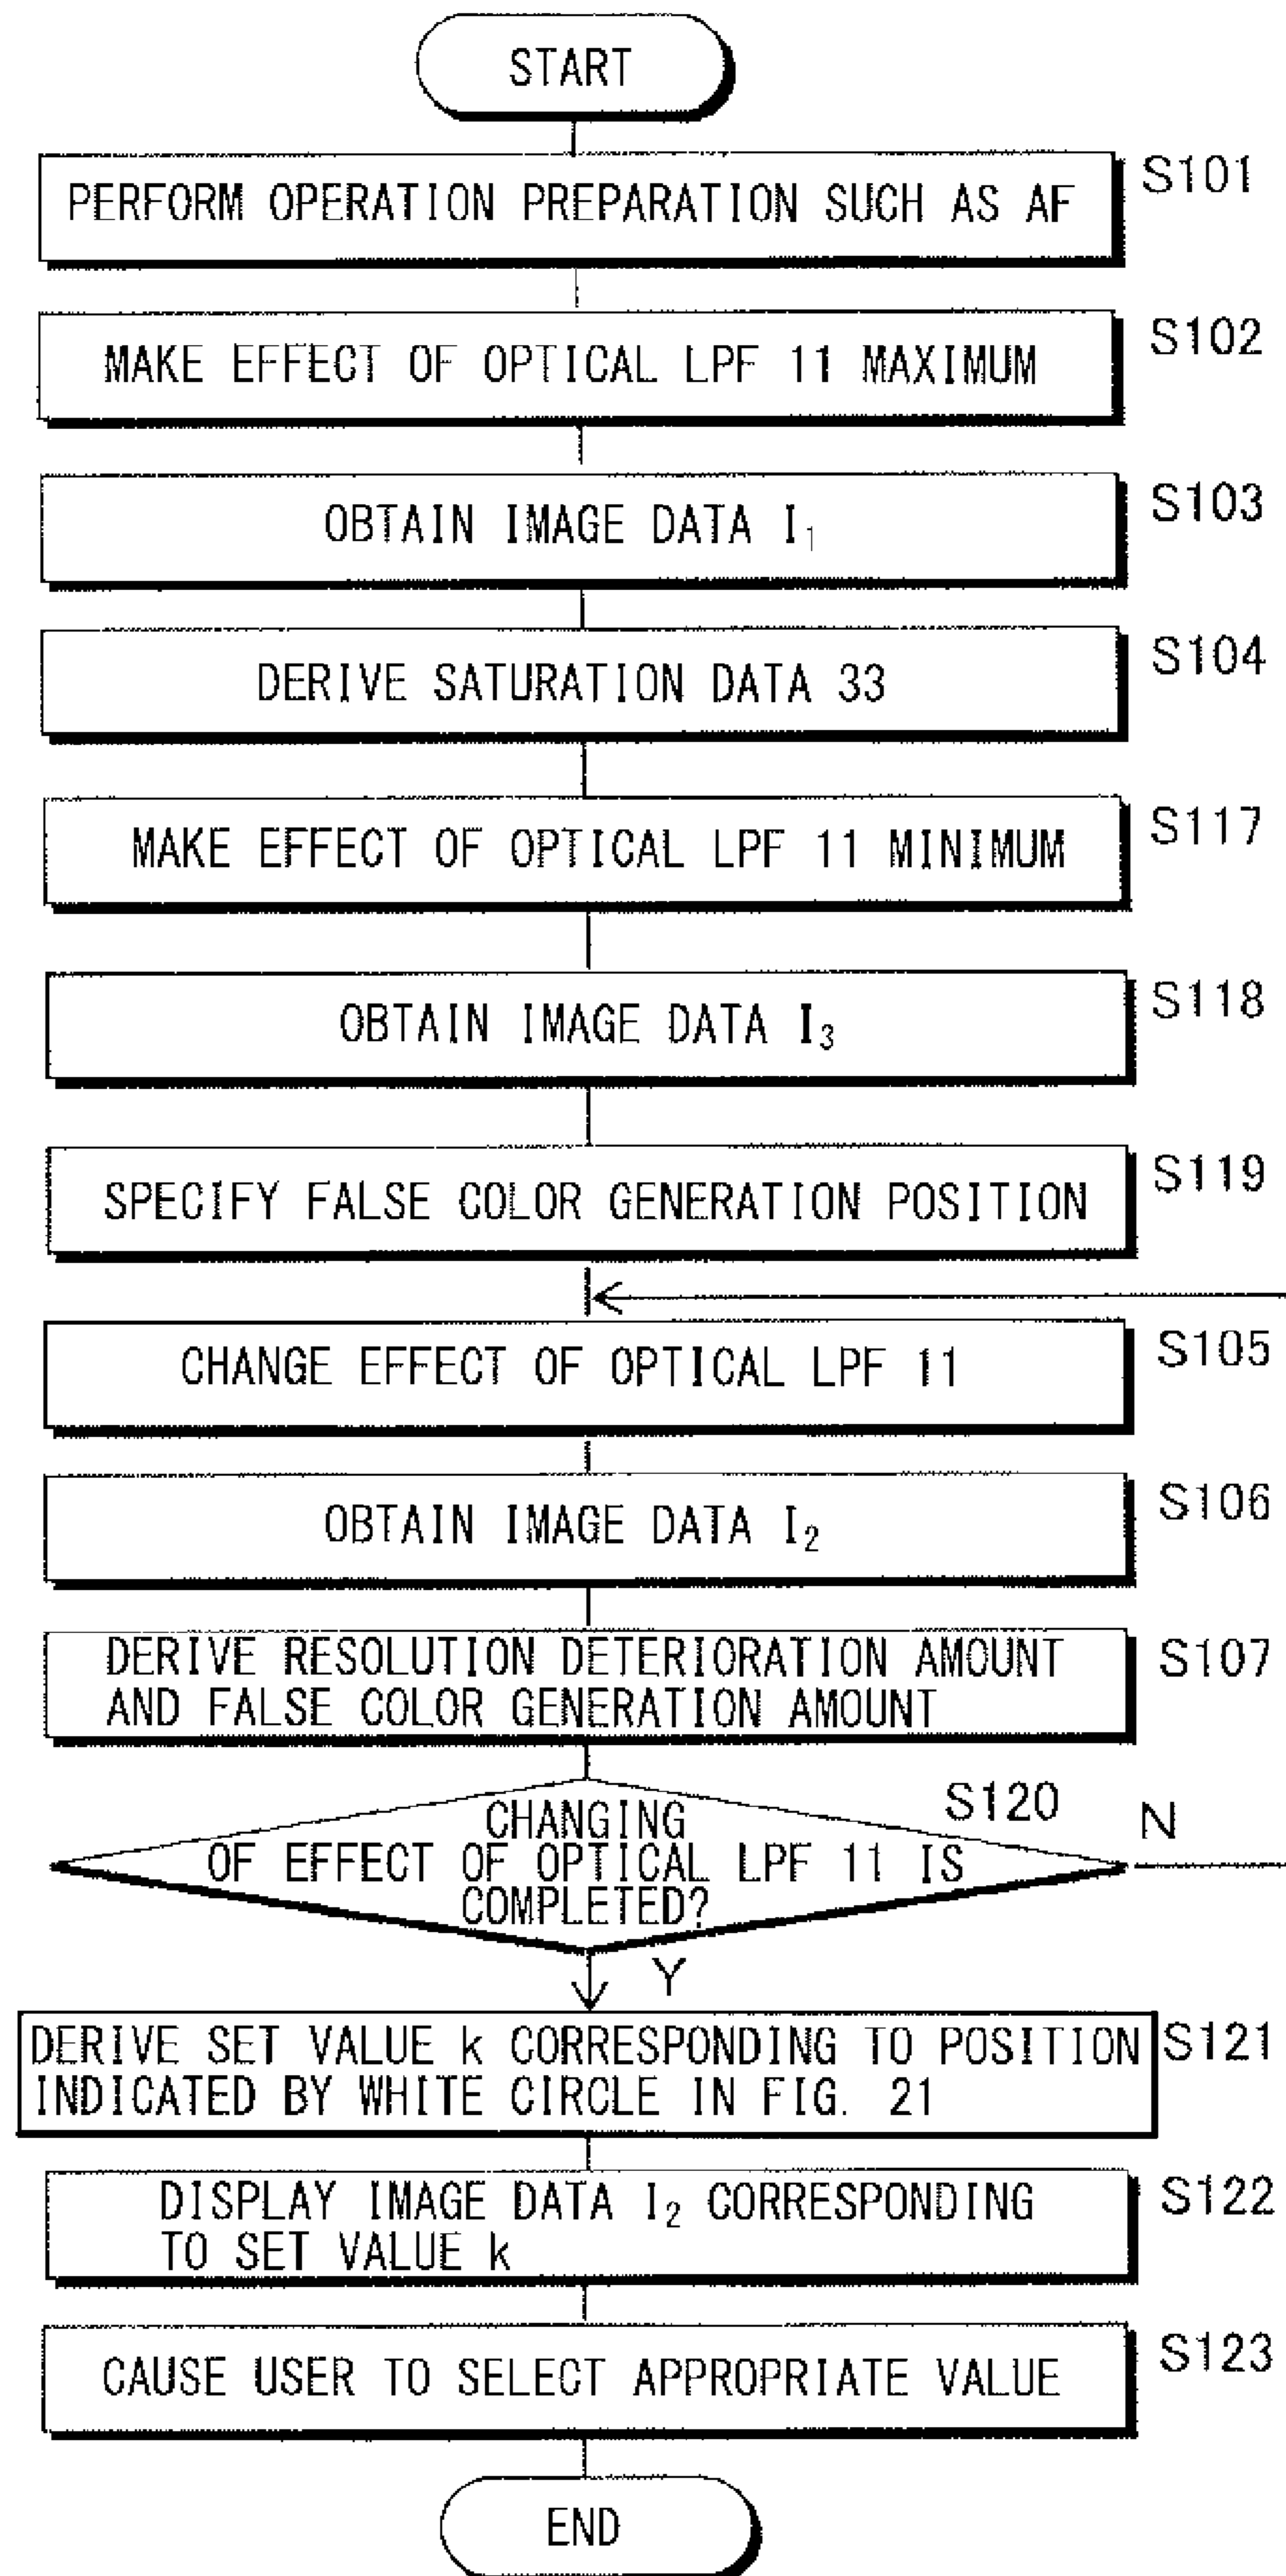 START
PERFORM OPERATION PREPARATION SUCH AS AF
S101
MAKE EFFECT OF OPTICAL LPF 11 MAXIMUM
S102
OBTAIN IMAGE DATA I₁
S103
DERIVE SATURATION DATA 33
S104
MAKE EFFECT OF OPTICAL LPF 11 MINIMUM
S117
OBTAIN IMAGE DATA I₃
S118
SPECIFY FALSE COLOR GENERATION POSITION
S119
CHANGE EFFECT OF OPTICAL LPF 11
S105
OBTAIN IMAGE DATA I₂
S106
DERIVE RESOLUTION DETERIORATION AMOUNT
AND FALSE COLOR GENERATION AMOUNT
S107
CHANGING
OF EFFECT OF OPTICAL LPF 11 IS
COMPLETED?
S120
N
Y
DERIVE SET VALUE k CORRESPONDING TO POSITION
INDICATED BY WHITE CIRCLE IN FIG. 21
S121
DISPLAY IMAGE DATA I₂ CORRESPONDING
TO SET VALUE k
S122
CAUSE USER TO SELECT APPROPRIATE VALUE
S123
END